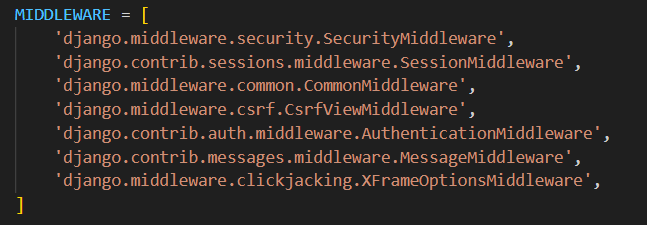 MIDDLEWARE = [
    'django.middleware.security.SecurityMiddleware',
    'django.contrib.sessions.middleware.SessionMiddleware',
    'django.middleware.common.CommonMiddleware',
    'django.middleware.csrf.CsrfViewMiddleware',
    'django.contrib.auth.middleware.AuthenticationMiddleware',
    'django.contrib.messages.middleware.MessageMiddleware',
    'django.middleware.clickjacking.XFrameOptionsMiddleware',
]